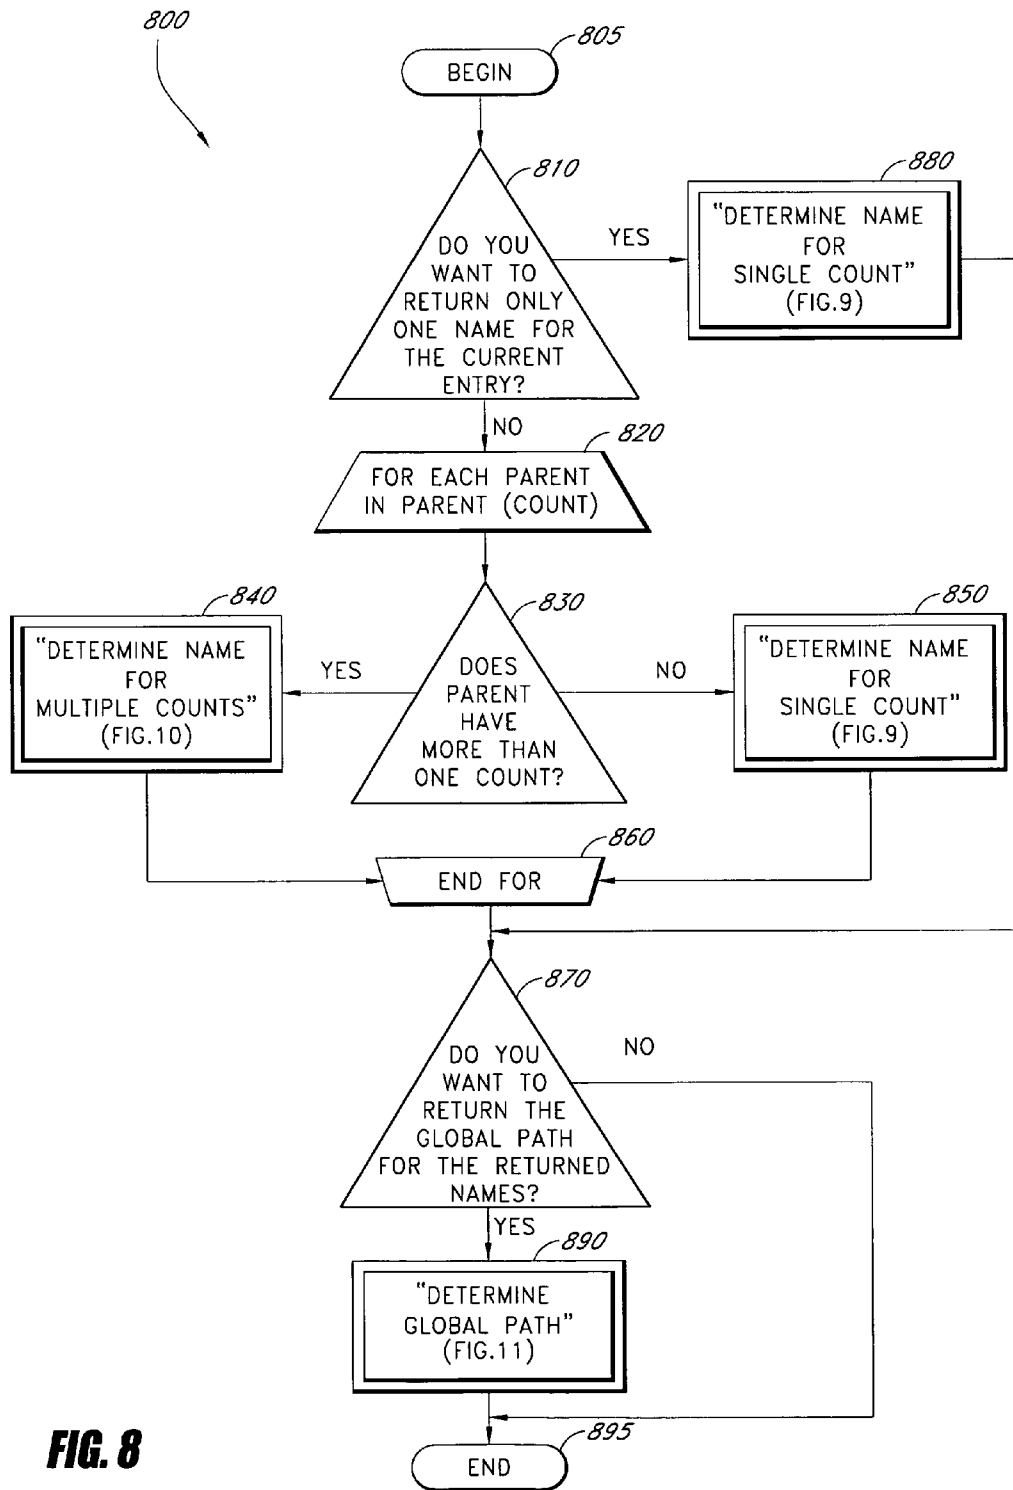 800
805
BEGIN
810
DO YOU
WANT TO
RETURN ONLY
ONE NAME FOR
THE CURRENT
ENTRY?
YES
880
"DETERMINE NAME
FOR
SINGLE COUNT"
(FIG.9)
NO
820
FOR EACH PARENT
IN PARENT (COUNT)
830
DOES
PARENT
HAVE
MORE THAN
ONE COUNT?
YES
840
"DETERMINE NAME
FOR
MULTIPLE COUNTS"
(FIG.10)
NO
850
"DETERMINE NAME
FOR
SINGLE COUNT"
(FIG.9)
860
END FOR
870
DO YOU
WANT TO
RETURN THE
GLOBAL PATH
FOR THE RETURNED
NAMES?
NO
YES
890
"DETERMINE
GLOBAL PATH"
(FIG.11)
895
END
FIG. 8